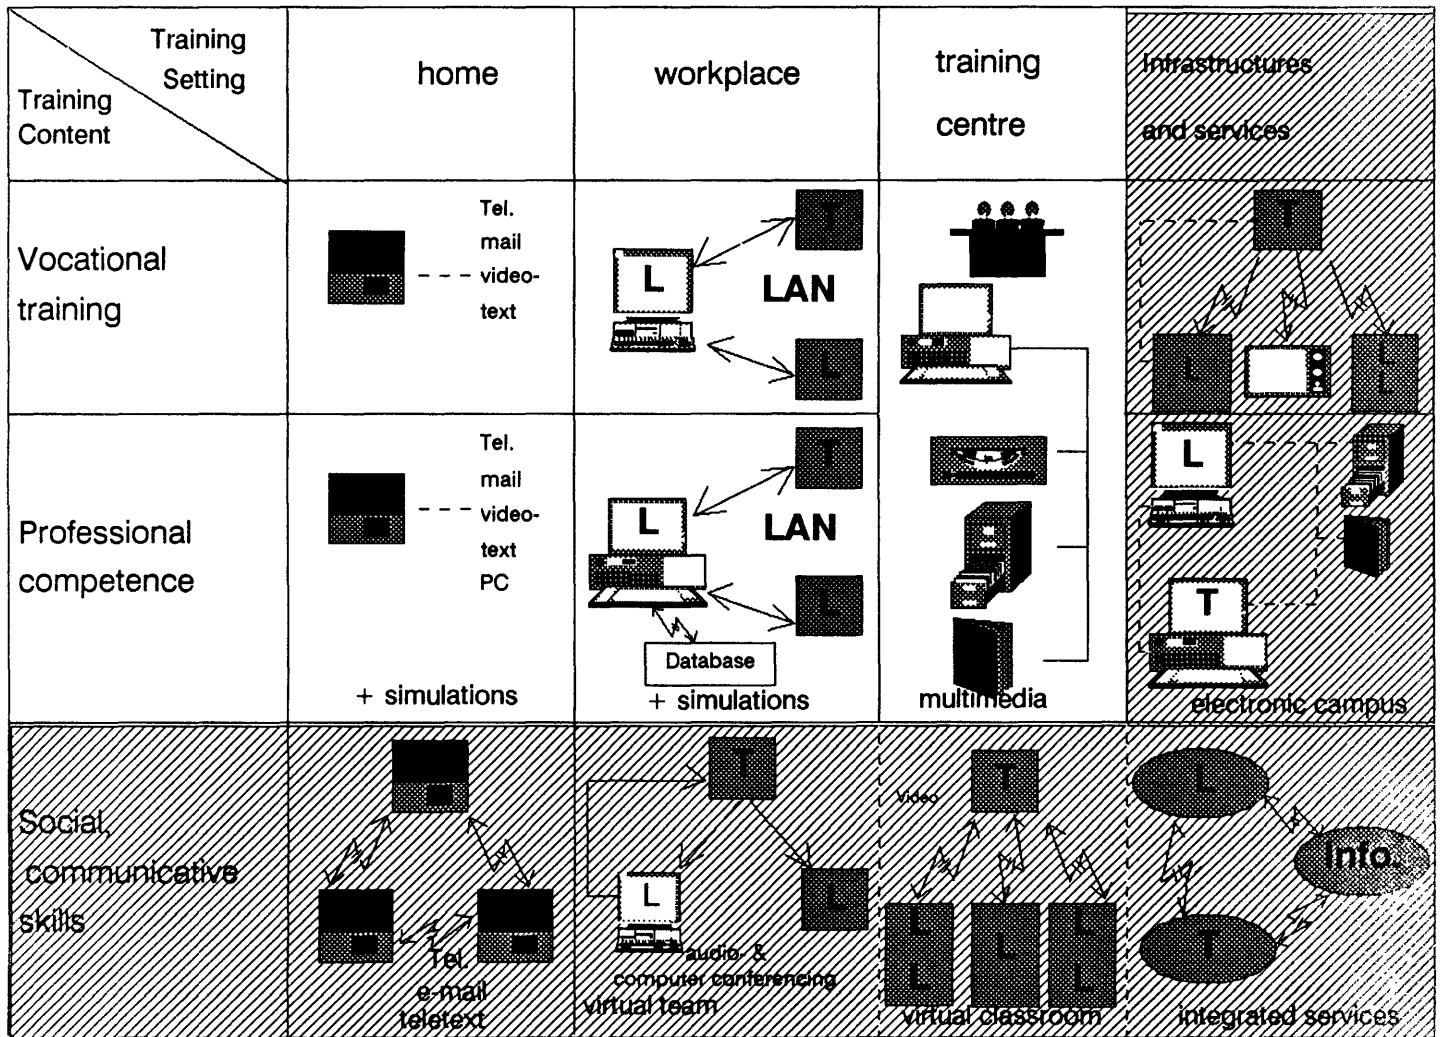 Training
Setting
Training
Content
home
workplace
training
centre
Infrastructures
and services
Vocational
training
Tel.
mail
video-
text
L
T
LAN
L
T
L
L
L
Professional
competence
Tel.
mail
video-
text
PC
+ simulations
L
T
LAN
L
Database
+ simulations
multimedia
L
T
electronic campus
Social,
communicative
skills
Tel.
e-mail
teletext
T
L
L
audio- &
computer conferencing
virtual team
Video
T
L
L
L
L
L
virtual classroom
L
Info.
T
integrated services